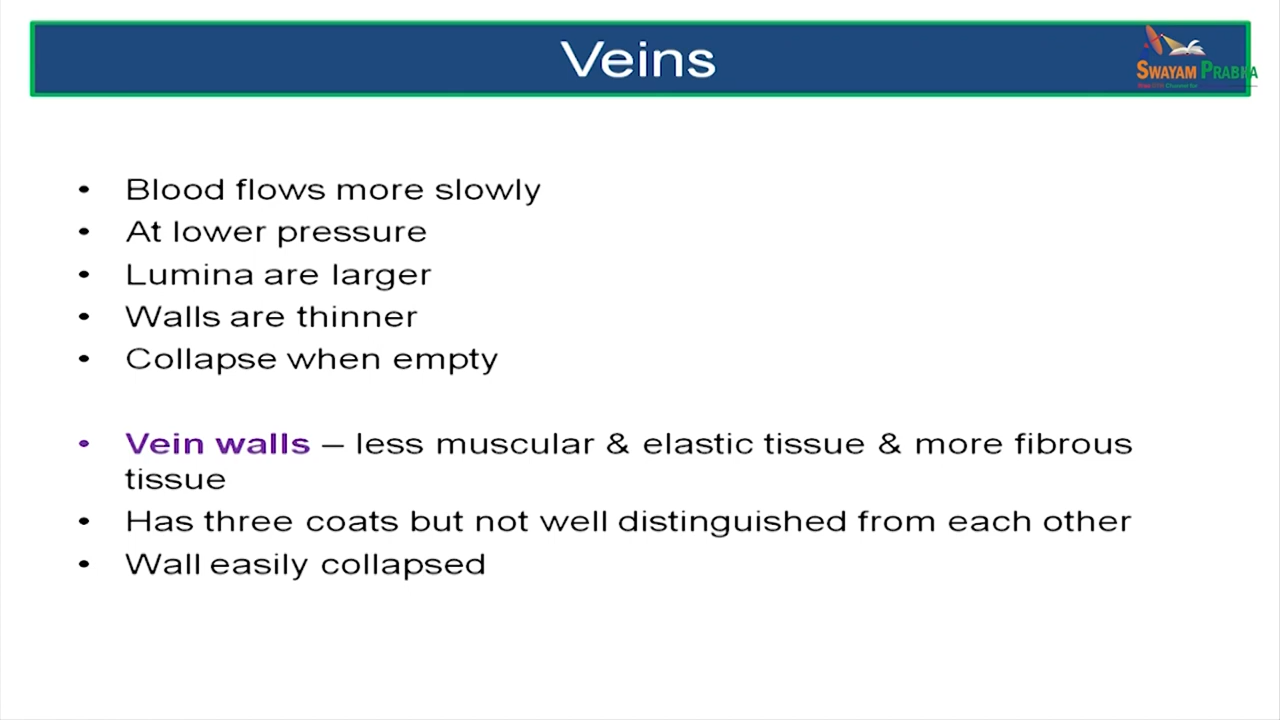 Veins
SWAYAM PRABHA
• Blood flows more slowly
• At lower pressure
• Lumina are larger
• Walls are thinner
• Collapse when empty
• Vein walls – less muscular & elastic tissue & more fibrous
tissue
• Has three coats but not well distinguished from each other
• Wall easily collapsed